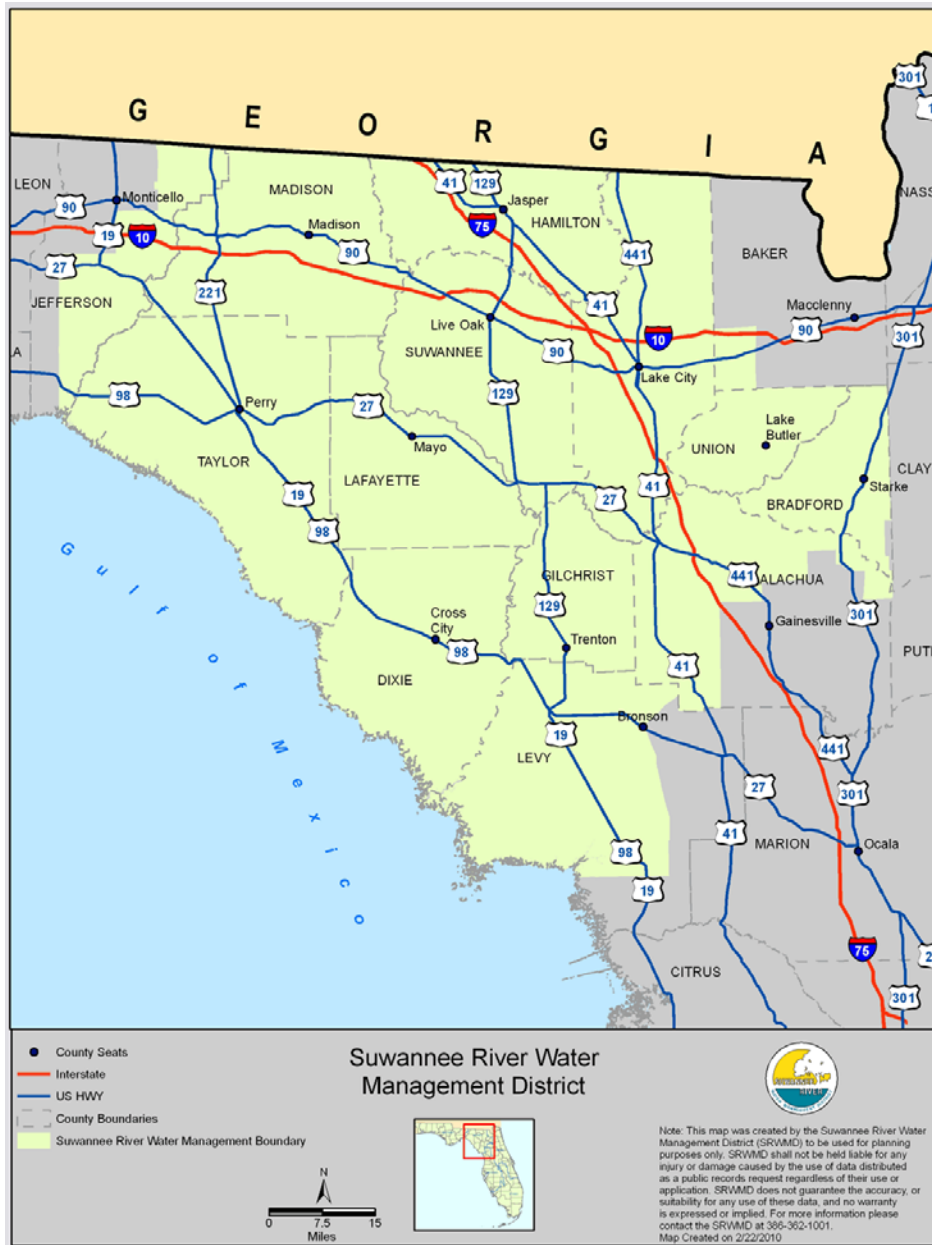 301
1
G E O R G I A
LEON
MADISON
NASS
Monticello
41
129
Jasper
90
Madison
HAMILTON
19
10
75
90
441
BAKER
27
221
JEFFERSON
41
Macclenny
Live Oak
10
90
301
LA
SUWANNEE
90
Lake City
98
129
Perry
27
Lake
Butler
Mayo
UNION
TAYLOR
LAFAYETTE
41
Starke
CLAY
19
27
BRADFORD
98
Gulf of Mexico
GILCHRIST
441
ALACHUA
129
301
Cross
City
Gainesville
Trenton
98
PUT
41
DIXIE
Bronson
19
441
LEVY
27
301
41
98
MARION
Ocala
19
75
2
CITRUS
301
County Seats
Interstate
US HWY
County Boundaries
Suwannee River Water Management Boundary
Suwannee River Water
Management District
N
0 7.5 15
Miles
SUWANNEE
RIVER
WATER MANAGEMENT DISTRICT
Note: This map was created by the Suwannee River Water
Management District (SRWMD) to be used for planning
purposes only. SRWMD shall not be held liable for any
injury or damage caused by the use of data distributed
as a public records request regardless of their use or
application. SRWMD does not guarantee the accuracy, or
suitability for any use of these data, and no warranty
is expressed or implied. For more information please
contact the SRWMD at 386-362-1001.
Map Created on 2/22/2010